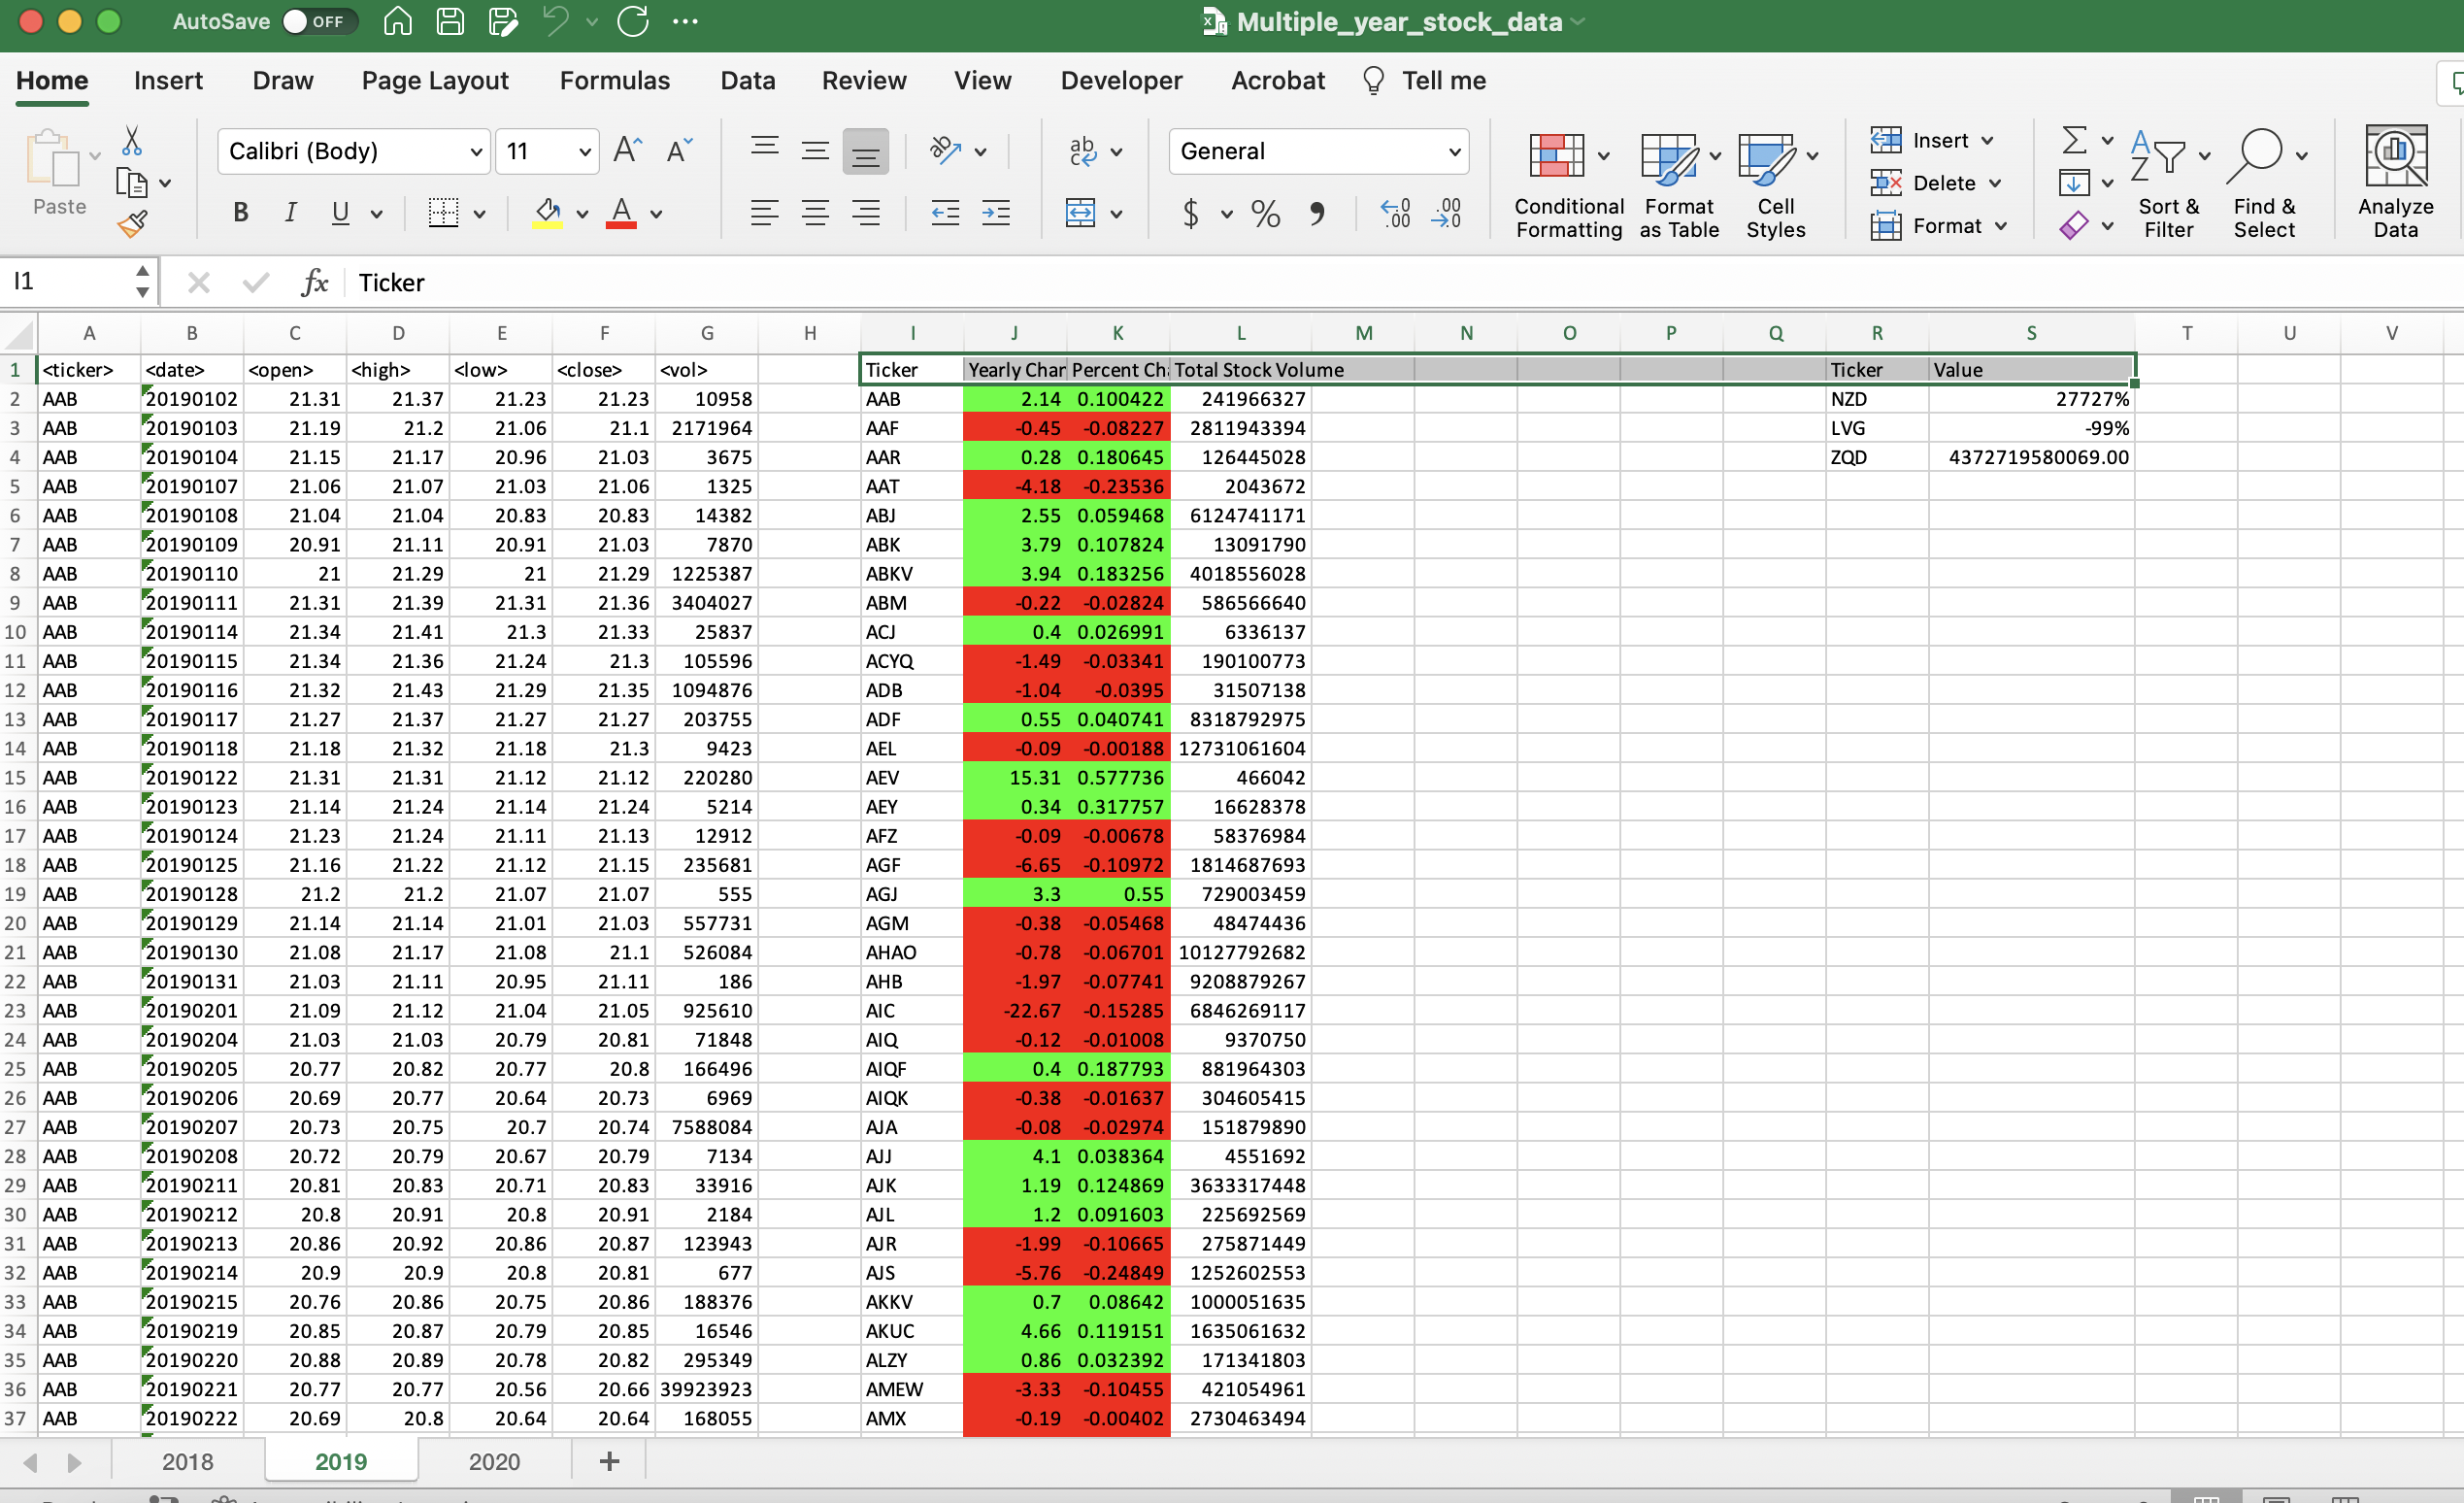 AutoSave OFF Multiple_year_stock_data
Home Insert Draw Page Layout Formulas Data Review View Developer Acrobat Tell me
Paste Calibri (Body) 11 General Conditional Formatting Format as Table Cell Styles Insert Delete Format Sort & Filter Find & Select Analyze Data
I1 fx Ticker
A B C D E F G H I J K L M N O P Q R S T U V
1 <ticker> <date> <open> <high> <low> <close> <vol> Ticker Yearly Chan Percent Cha Total Stock Volume Ticker Value
2 AAB 20190102 21.31 21.37 21.23 21.23 10958 AAB 2.14 0.100422 241966327 NZD 27727%
3 AAB 20190103 21.19 21.2 21.06 21.1 2171964 AAF -0.45 -0.08227 2811943394 LVG -99%
4 AAB 20190104 21.15 21.17 20.96 21.03 3675 AAR 0.28 0.180645 126445028 ZQD 4372719580069.00
5 AAB 20190107 21.06 21.07 21.03 21.06 1325 AAT -4.18 -0.23536 2043672
6 AAB 20190108 21.04 21.04 20.83 20.83 14382 ABJ 2.55 0.059468 6124741171
7 AAB 20190109 20.91 21.11 20.91 21.03 7870 ABK 3.79 0.107824 13091790
8 AAB 20190110 21 21.29 21 21.29 1225387 ABKV 3.94 0.183256 4018556028
9 AAB 20190111 21.31 21.39 21.31 21.36 3404027 ABM -0.22 -0.02824 586566640
10 AAB 20190114 21.34 21.41 21.3 21.33 25837 ACJ 0.4 0.026991 6336137
11 AAB 20190115 21.34 21.36 21.24 21.3 105596 ACYQ -1.49 -0.03341 190100773
12 AAB 20190116 21.32 21.43 21.29 21.35 1094876 ADB -1.04 -0.0395 31507138
13 AAB 20190117 21.27 21.37 21.27 21.27 203755 ADF 0.55 0.040741 8318792975
14 AAB 20190118 21.18 21.32 21.18 21.3 9423 AEL -0.09 -0.00188 12731061604
15 AAB 20190122 21.31 21.31 21.12 21.12 220280 AEV 15.31 0.577736 466042
16 AAB 20190123 21.14 21.24 21.14 21.24 5214 AEY 0.34 0.317757 16628378
17 AAB 20190124 21.23 21.24 21.11 21.13 12912 AFZ -0.09 -0.00678 58376984
18 AAB 20190125 21.16 21.22 21.12 21.15 235681 AGF -6.65 -0.10972 1814687693
19 AAB 20190128 21.2 21.2 21.07 21.07 555 AGJ 3.3 0.55 729003459
20 AAB 20190129 21.14 21.14 21.01 21.03 557731 AGM -0.38 -0.05468 48474436
21 AAB 20190130 21.08 21.17 21.08 21.1 526084 AHAO -0.78 -0.06701 10127792682
22 AAB 20190131 21.03 21.11 20.95 21.11 186 AHB -1.97 -0.07741 9208879267
23 AAB 20190201 21.09 21.12 21.04 21.05 925610 AIC -22.67 -0.15285 6846269117
24 AAB 20190204 21.03 21.03 20.79 20.81 71848 AIQ -0.12 -0.01008 9370750
25 AAB 20190205 20.77 20.82 20.77 20.8 166496 AIQF 0.4 0.187793 881964303
26 AAB 20190206 20.69 20.77 20.64 20.73 6969 AIQK -0.38 -0.01637 304605415
27 AAB 20190207 20.73 20.75 20.7 20.74 7588084 AJA -0.08 -0.02974 151879890
28 AAB 20190208 20.72 20.79 20.67 20.79 7134 AJJ 4.1 0.038364 4551692
29 AAB 20190211 20.81 20.83 20.71 20.83 33916 AJK 1.19 0.124869 3633317448
30 AAB 20190212 20.8 20.91 20.8 20.91 2184 AJL 1.2 0.091603 225692569
31 AAB 20190213 20.86 20.92 20.86 20.87 123943 AJR -1.99 -0.10665 275871449
32 AAB 20190214 20.9 20.9 20.8 20.81 677 AJS -5.76 -0.24849 1252602553
33 AAB 20190215 20.76 20.86 20.75 20.86 188376 AKKV 0.7 0.08642 1000051635
34 AAB 20190219 20.85 20.87 20.79 20.85 16546 AKUC 4.66 0.119151 1635061632
35 AAB 20190220 20.88 20.89 20.78 20.82 295349 ALZY 0.86 0.032392 171341803
36 AAB 20190221 20.77 20.77 20.56 20.66 39923923 AMEW -3.33 -0.10455 421054961
37 AAB 20190222 20.69 20.8 20.64 20.64 168055 AMX -0.19 -0.00402 2730463494
2018 2019 2020 +